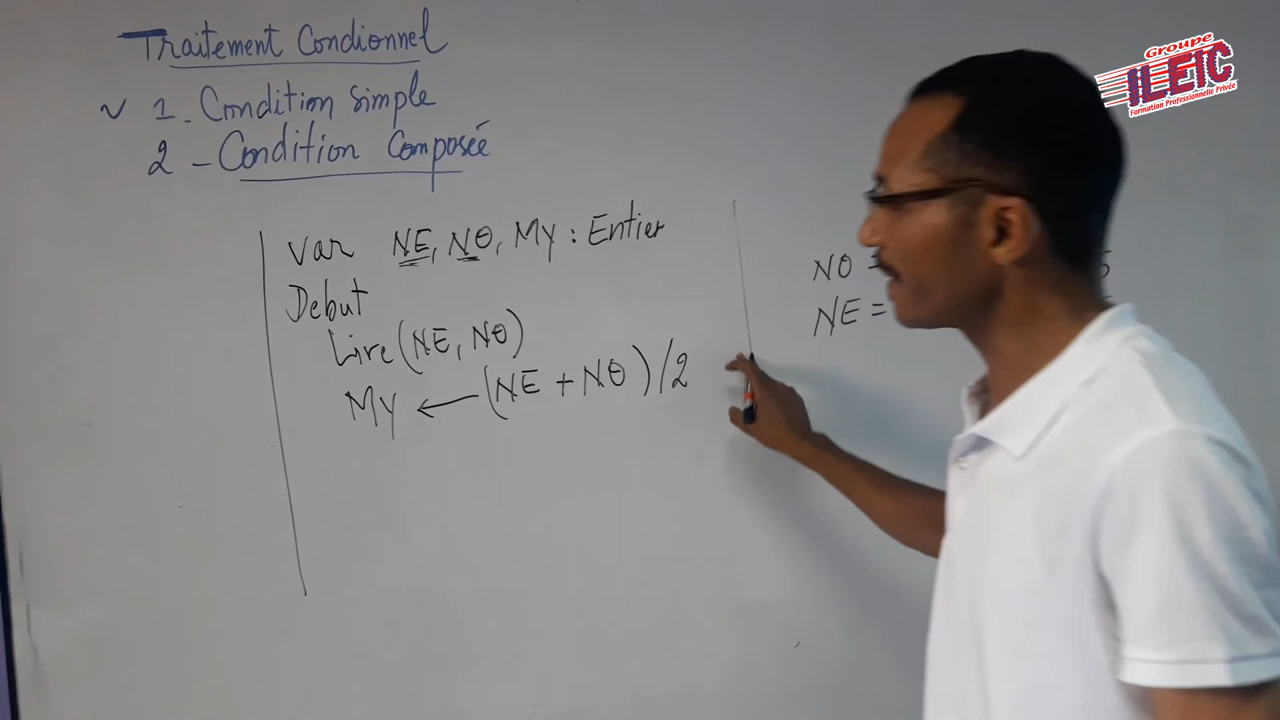 Traitement Condionnel
v 1. Condition simple
2 - Condition Composée
Var NE, NO, My : Entier
Debut
Lire (NE, NO)
My ← (NE + NO) / 2
NO =
NE =
Groupe
ILEIC
Formation Professionnelle Privée